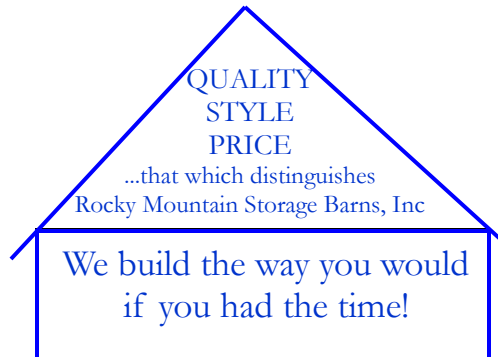 QUALITY
STYLE
PRICE
...that which distinguishes
Rocky Mountain Storage Barns, Inc
We build the way you would
if you had the time!